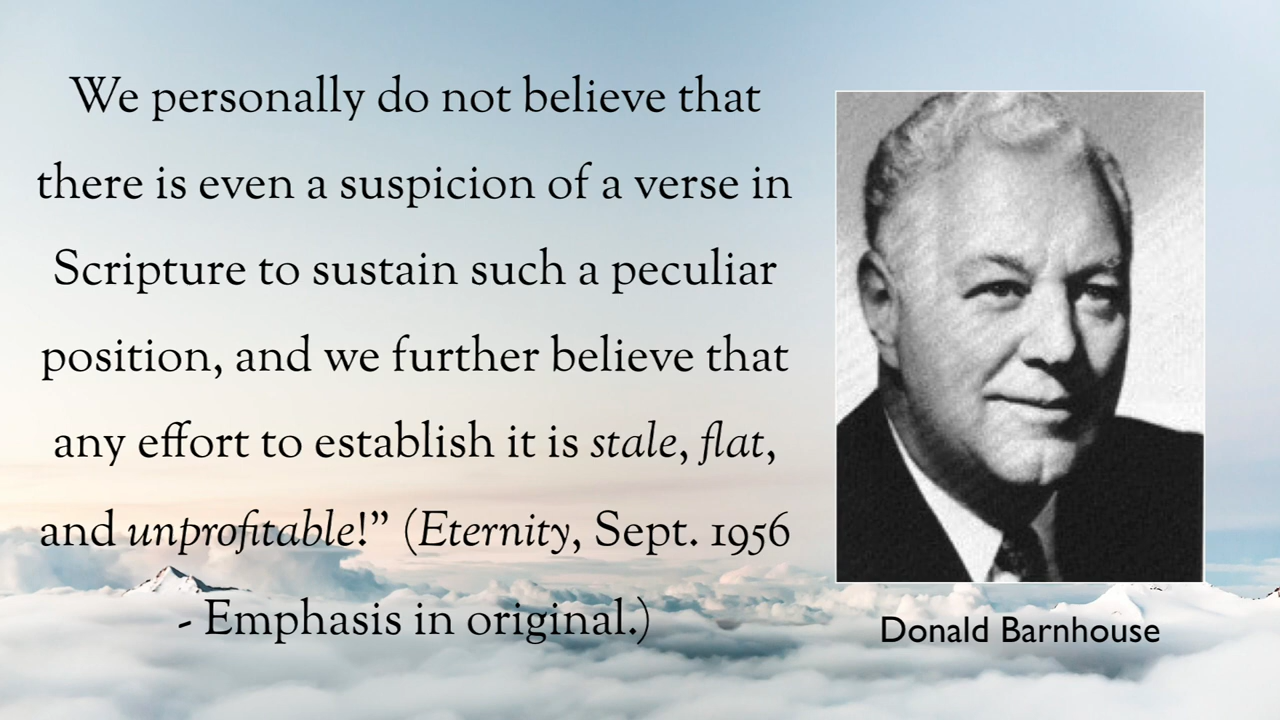 We personally do not believe that
there is even a suspicion of a verse in
Scripture to sustain such a peculiar
position, and we further believe that
any effort to establish it is stale, flat,
and unprofitable!” (Eternity, Sept. 1956
- Emphasis in original.)
Donald Barnhouse